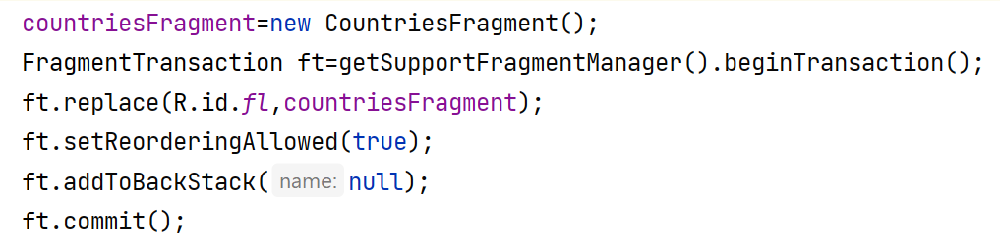 countriesFragment=new CountriesFragment();
FragmentTransaction ft=getSupportFragmentManager().beginTransaction();
ft.replace(R.id.fl,countriesFragment);
ft.setReorderingAllowed(true);
ft.addToBackStack( name: null);
ft.commit();